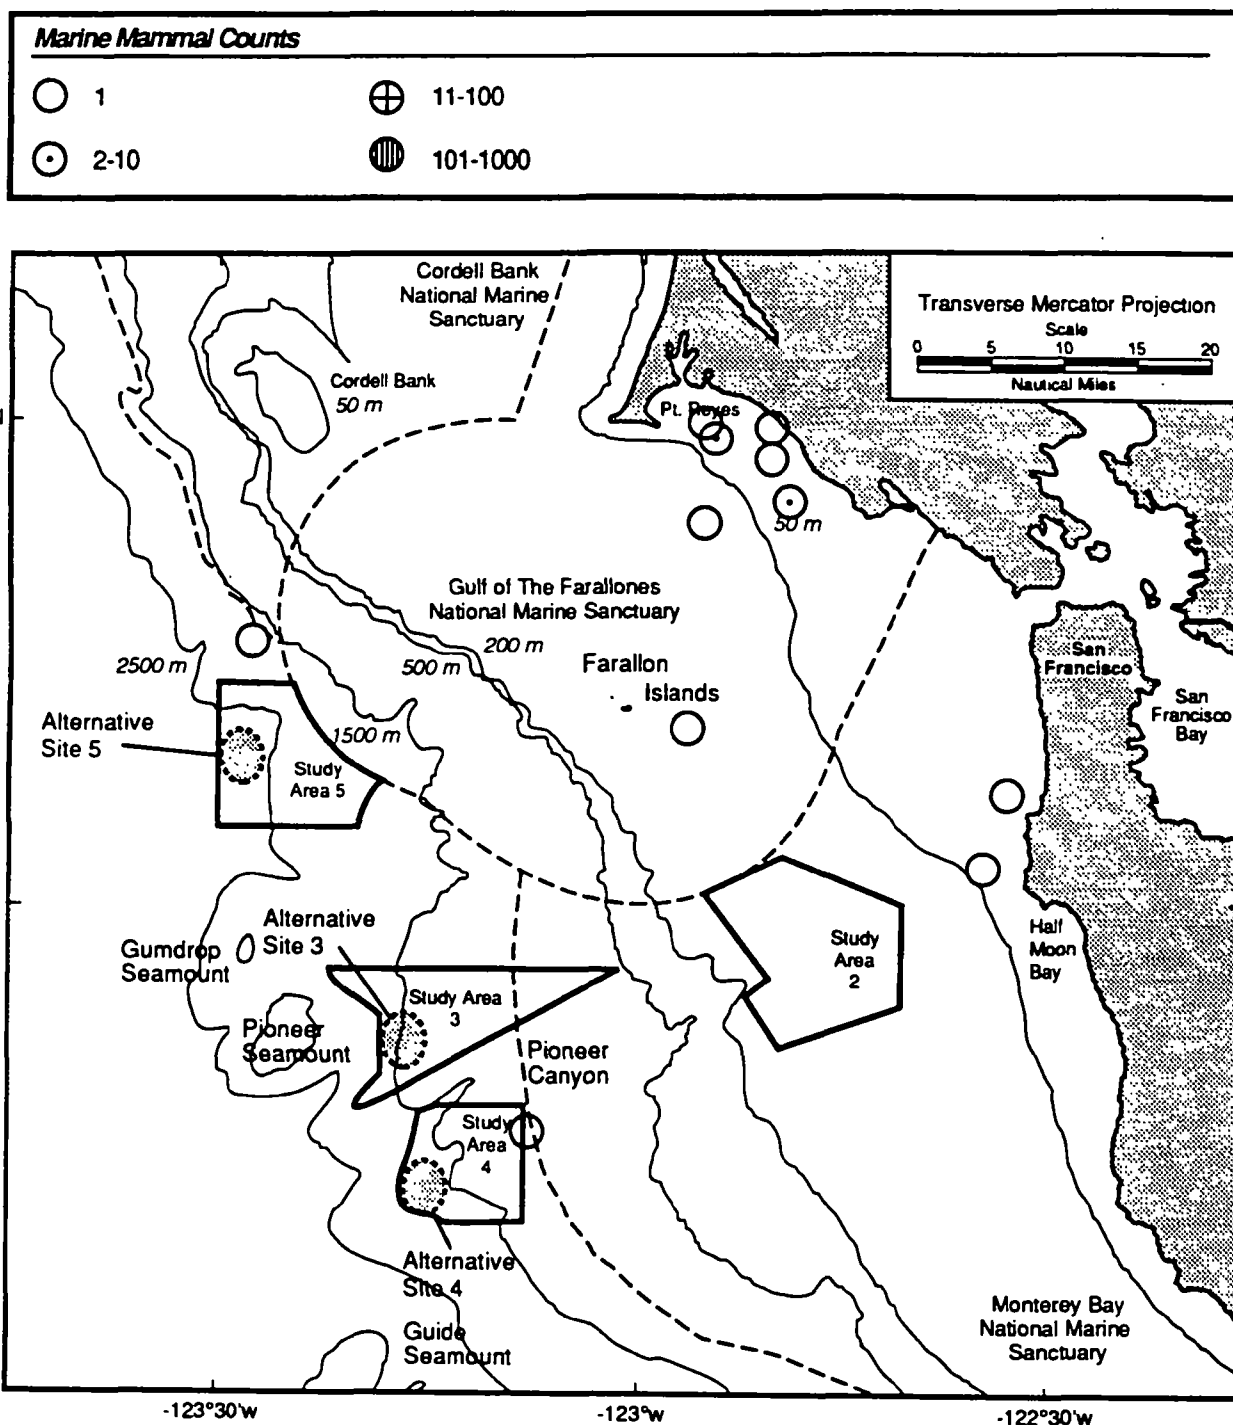 Marine Mammal Counts
1
11-100
2-10
101-1000
Cordell Bank
National Marine
Sanctuary
Transverse Mercator Projection
Scale
0 5 10 15 20
Nautical Miles
Cordell Bank
50 m
Pt. Reyes
50 m
Gulf of The Farallones
National Marine Sanctuary
200 m
500 m
2500 m
Farallon
Islands
San
Francisco
San
Francisco
Bay
Alternative
Site 5
1500 m
Study
Area 5
Alternative
Site 3
Gumdrop
Seamount
Study
Area
2
Half
Moon
Bay
Study Area
3
Pioneer
Seamount
Pioneer
Canyon
Study
Area
4
Alternative
Site 4
Guide
Seamount
Monterey Bay
National Marine
Sanctuary
-123°30'W
-123°W
-122°30'W